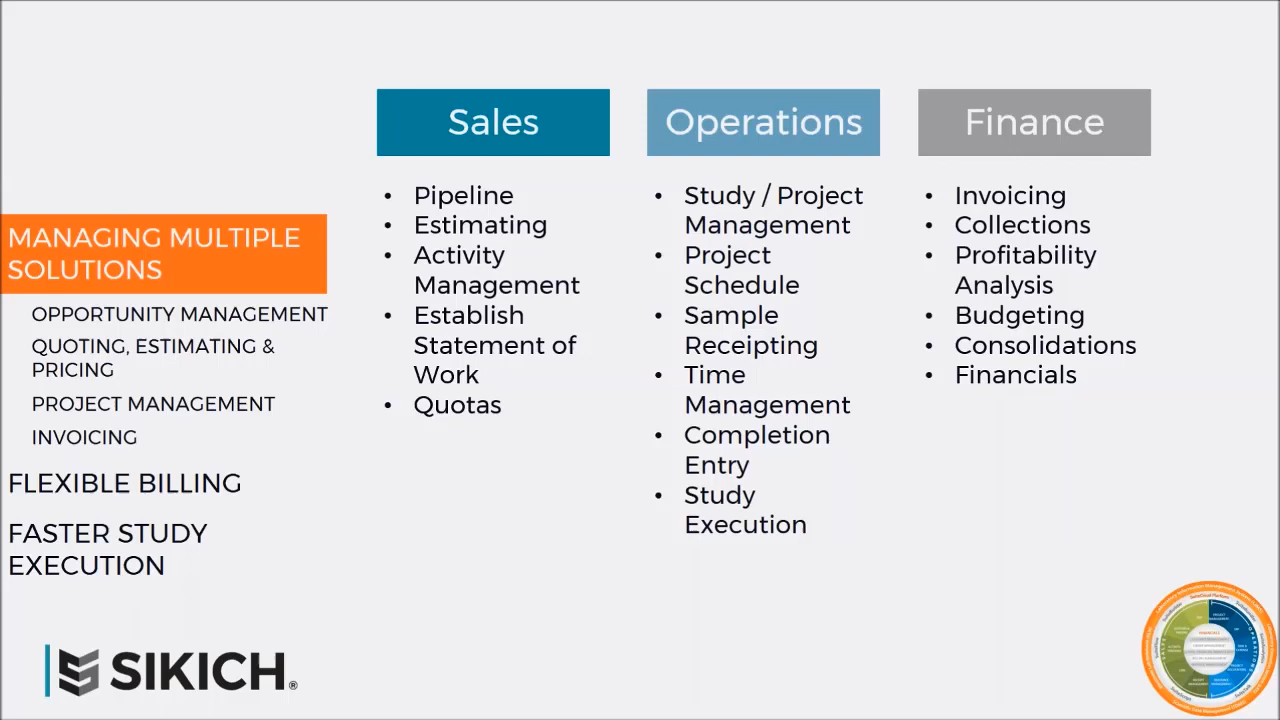 Sales
Operations
Finance
MANAGING MULTIPLE
SOLUTIONS
OPPORTUNITY MANAGEMENT
QUOTING, ESTIMATING &
PRICING
PROJECT MANAGEMENT
INVOICING
FLEXIBLE BILLING
FASTER STUDY
EXECUTION
• Pipeline
• Estimating
• Activity
Management
• Establish
Statement of
Work
• Quotas
• Study / Project
Management
• Project
Schedule
• Sample
Receipting
• Time
Management
• Completion
Entry
• Study
Execution
• Invoicing
• Collections
• Profitability
Analysis
• Budgeting
• Consolidations
• Financials
SIKICH®
FINANCIALS